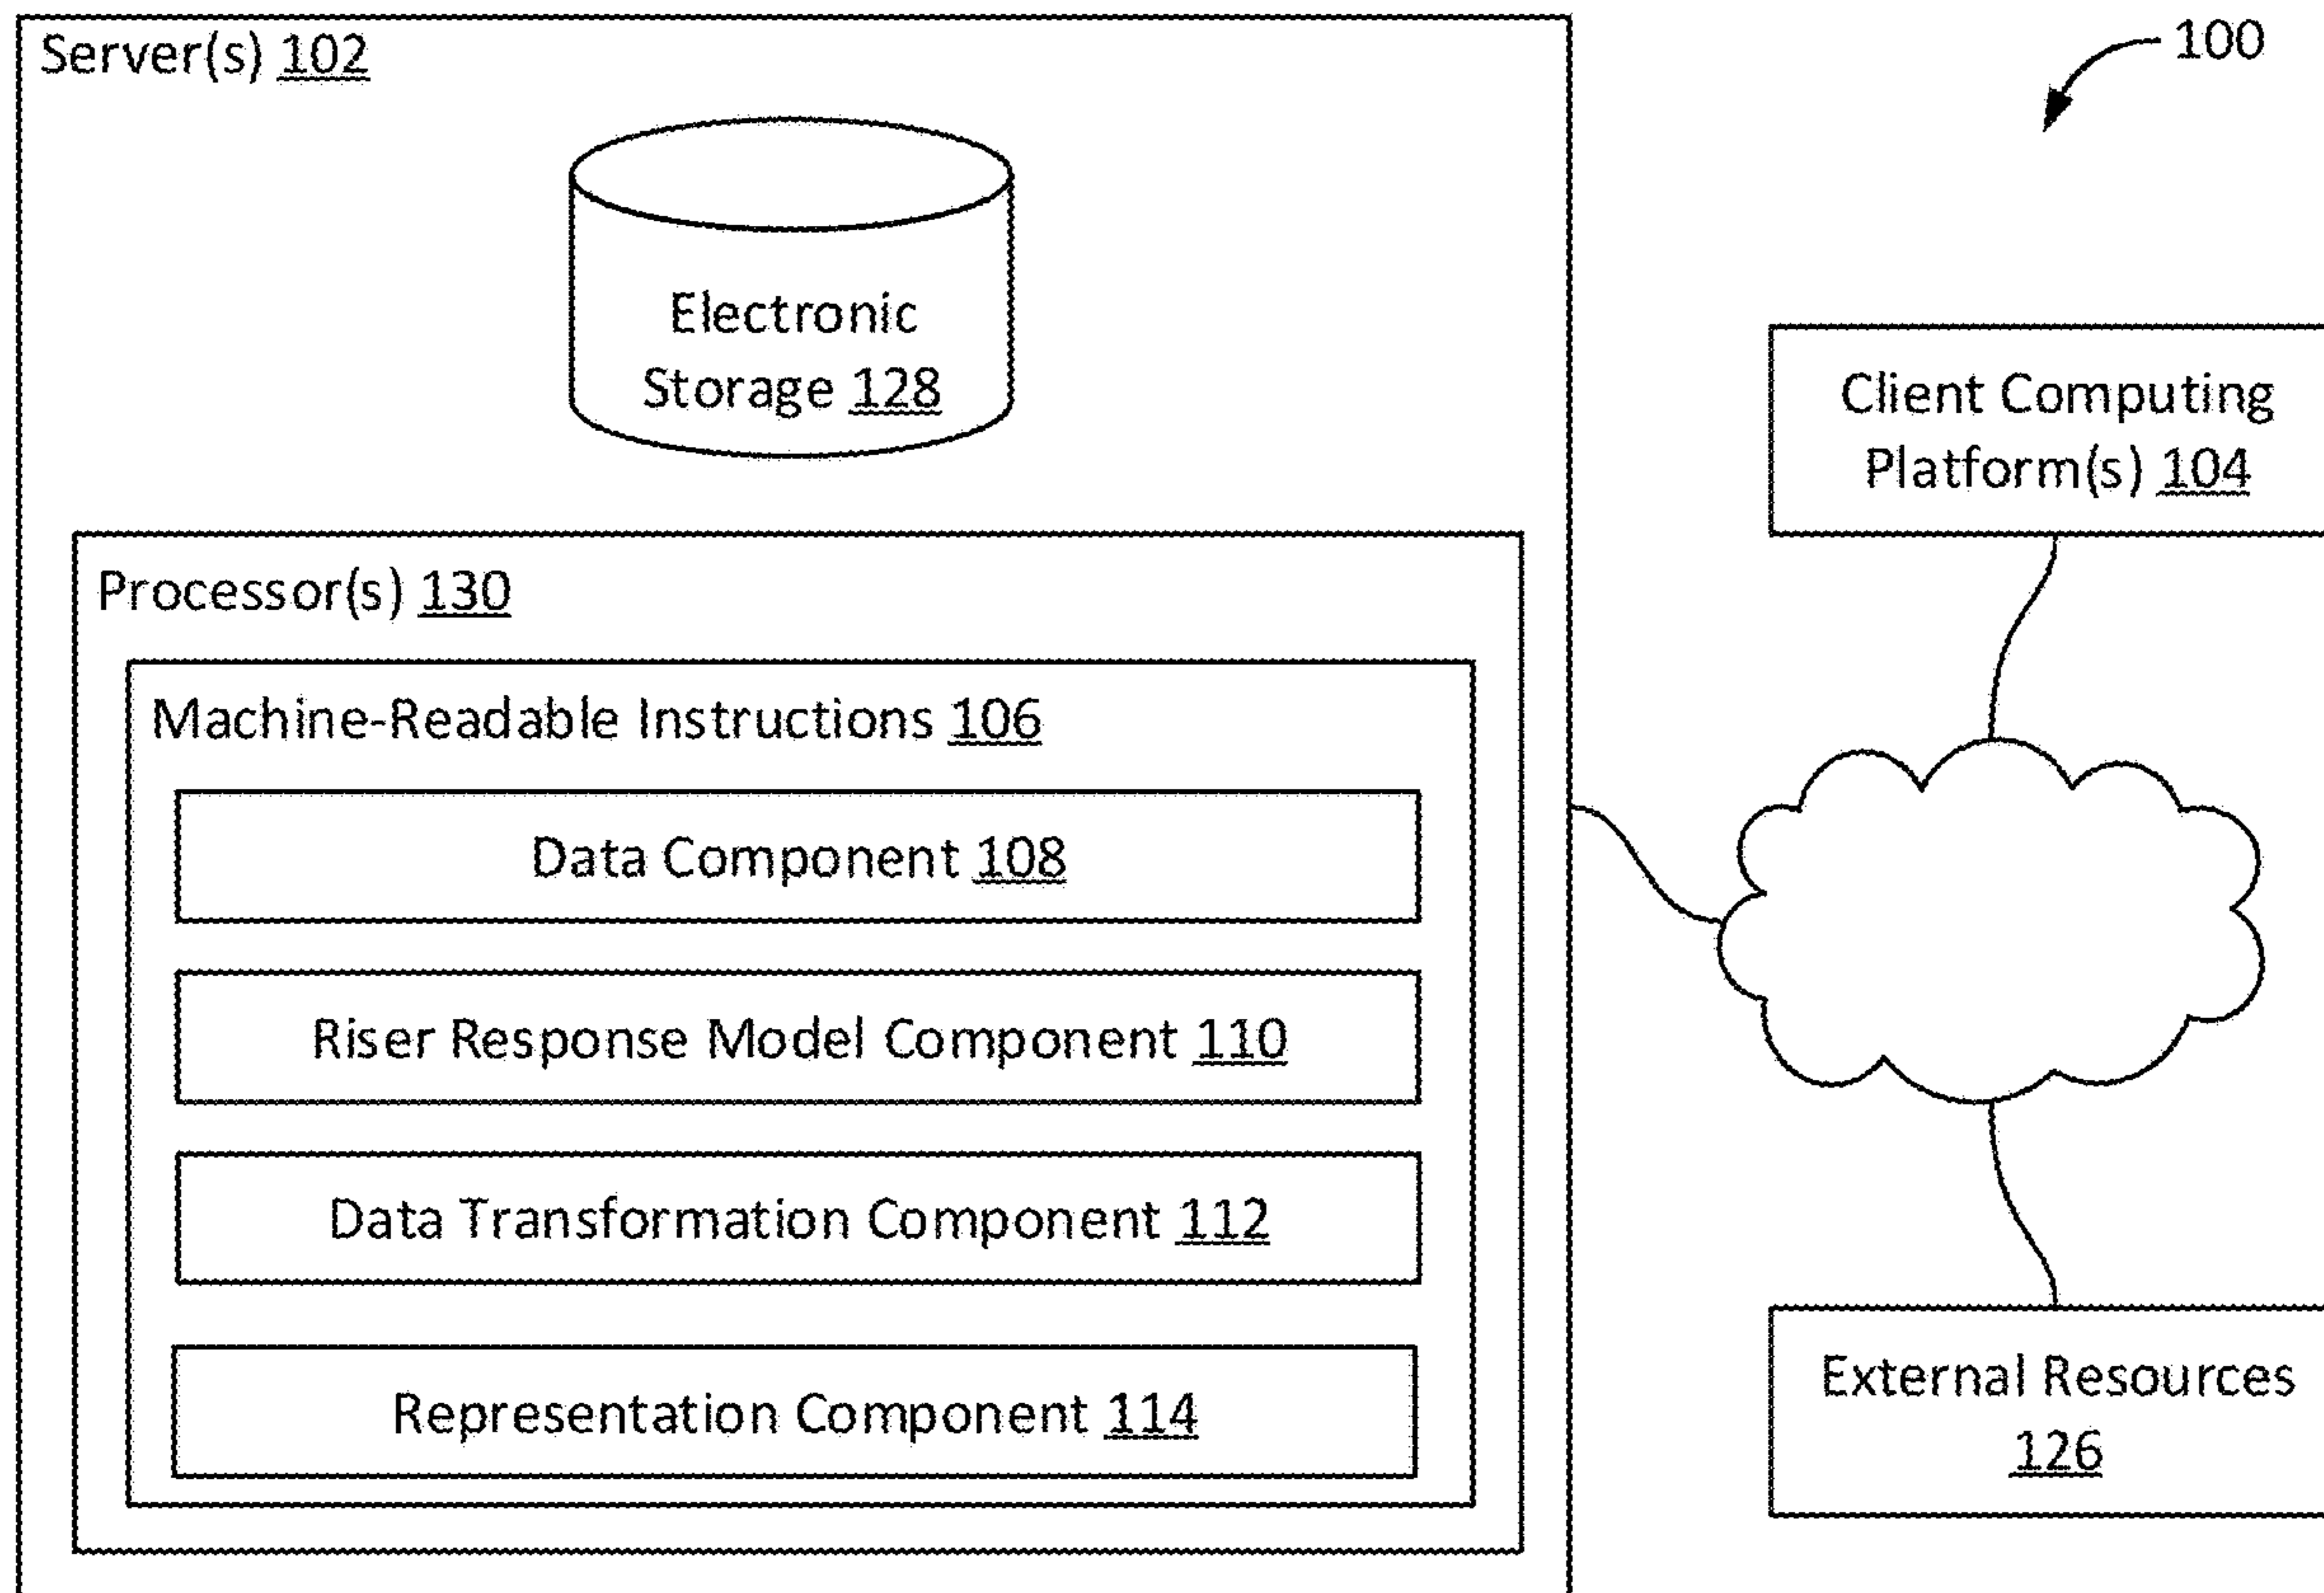 Server(s) 102
100
Electronic
Storage 128
Client Computing
Platform(s) 104
Processor(s) 130
Machine-Readable Instructions 106
Data Component 108
Riser Response Model Component 110
Data Transformation Component 112
Representation Component 114
External Resources
126